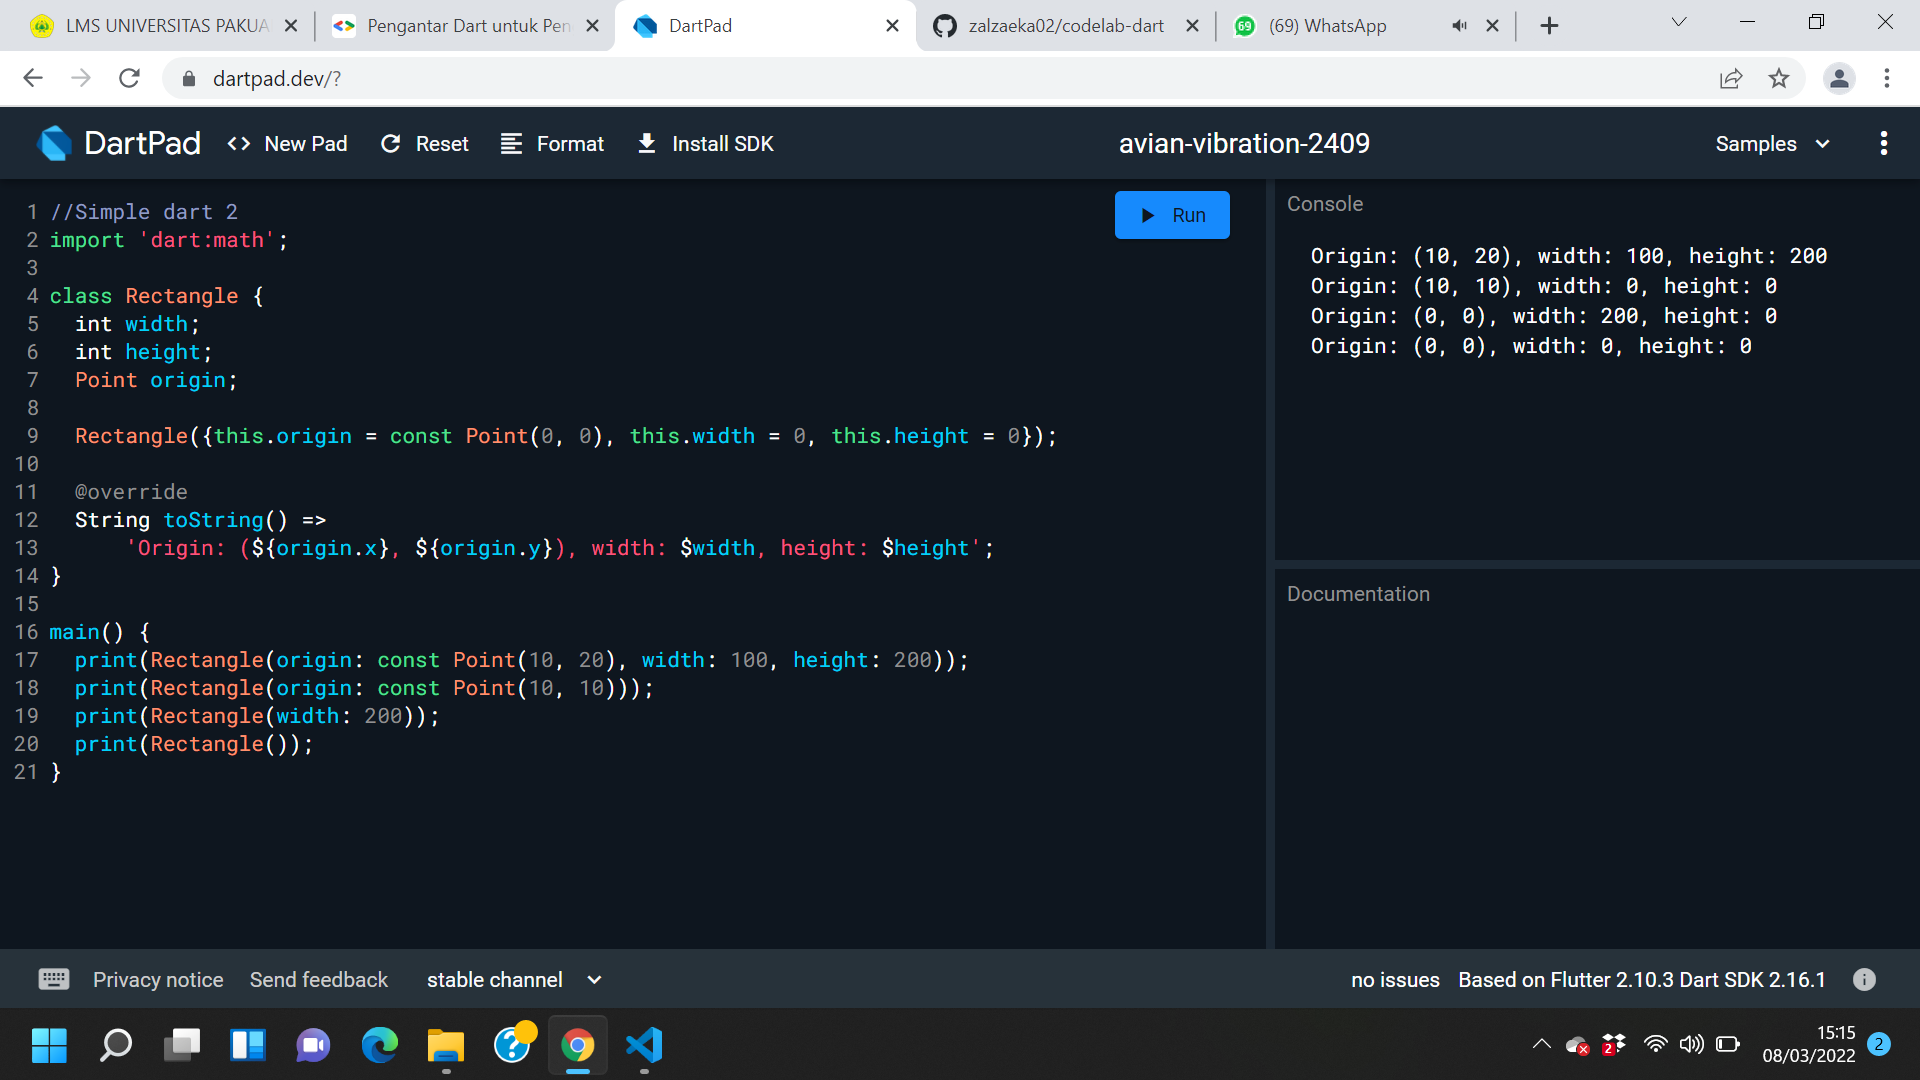 LMS UNIVERSITAS PAKUA
Pengantar Dart untuk Pen
DartPad
zalzaeka02/codelab-dart
69
(69) WhatsApp
dartpad.dev/?
DartPad
<> New Pad
Reset
Format
Install SDK
avian-vibration-2409
Samples
1 //Simple dart 2
2 import 'dart:math';
3
4 class Rectangle {
5   int width;
6   int height;
7   Point origin;
8
9   Rectangle({this.origin = const Point(0, 0), this.width = 0, this.height = 0});
10
11   @override
12   String toString() =>
13       'Origin: (${origin.x}, ${origin.y}), width: $width, height: $height';
14 }
15
16 main() {
17   print(Rectangle(origin: const Point(10, 20), width: 100, height: 200));
18   print(Rectangle(origin: const Point(10, 10)));
19   print(Rectangle(width: 200));
20   print(Rectangle());
21 }
Run
Console
Origin: (10, 20), width: 100, height: 200
Origin: (10, 10), width: 0, height: 0
Origin: (0, 0), width: 200, height: 0
Origin: (0, 0), width: 0, height: 0
Documentation
Privacy notice
Send feedback
stable channel
no issues
Based on Flutter 2.10.3 Dart SDK 2.16.1
2
15:15
08/03/2022
2